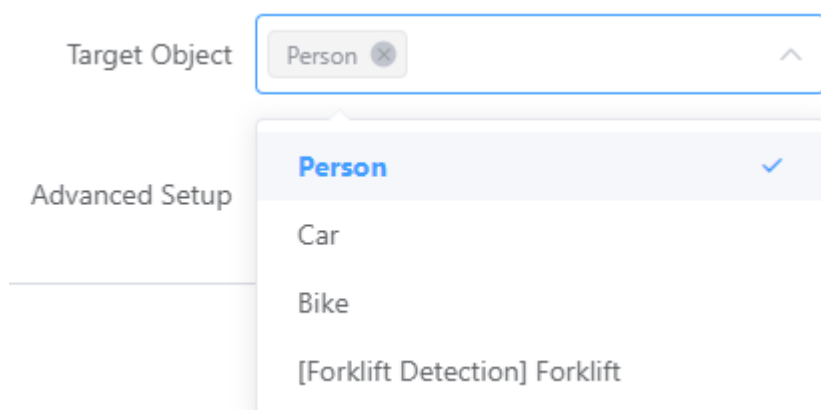 Target Object Person
Person
Advanced Setup
Car
Bike
[Forklift Detection] Forklift